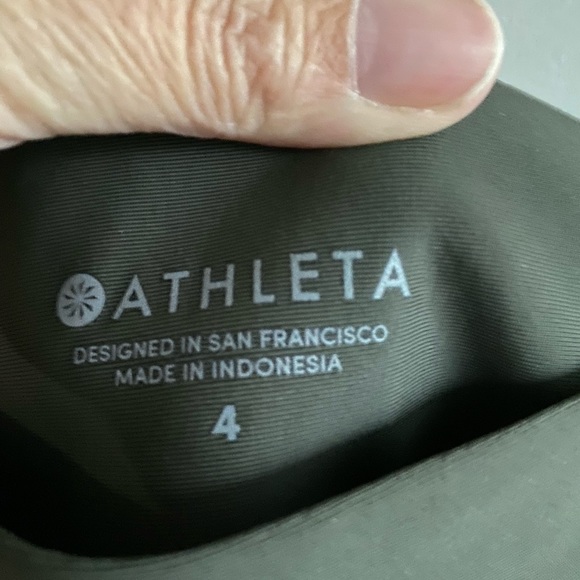 ATHLETA
DESIGNED IN SAN FRANCISCO
MADE IN INDONESIA
4